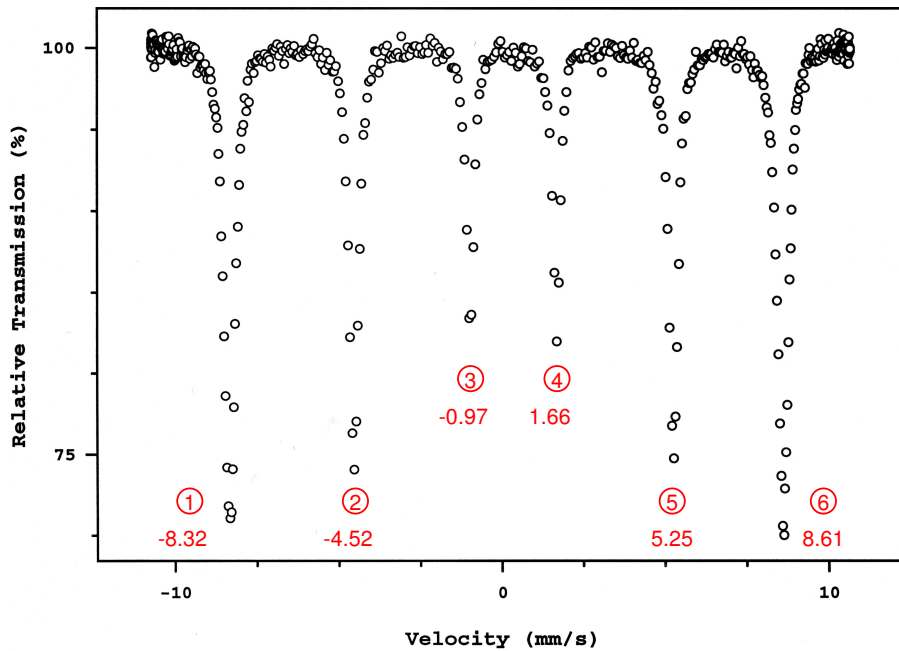 100
75
Relative Transmission (%)
③ ④
-0.97 1.66
① ② ⑤ ⑥
-8.32 -4.52 5.25 8.61
-10 0 10
Velocity (mm/s)